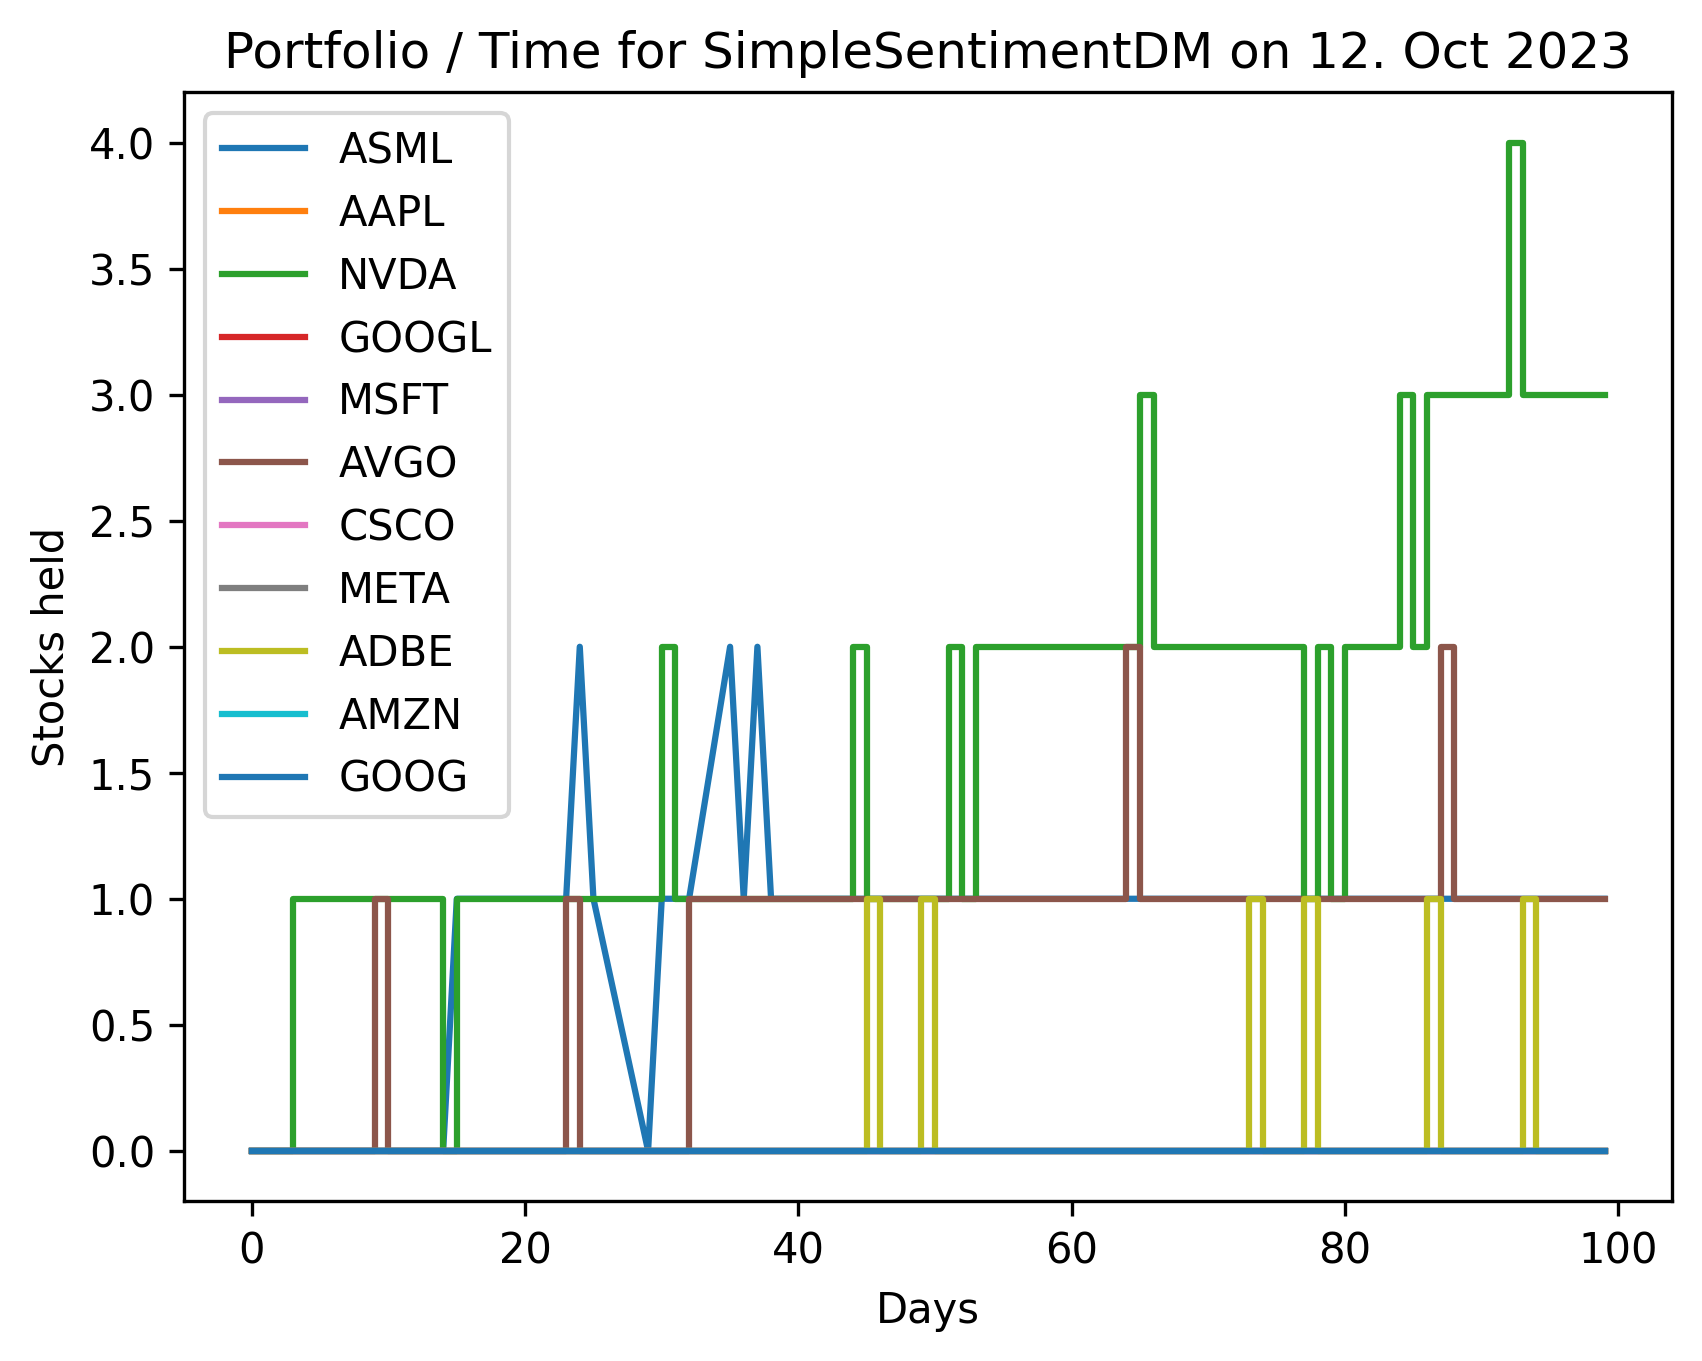 Portfolio / Time for SimpleSentimentDM on 12. Oct 2023
ASML
AAPL
NVDA
GOOGL
MSFT
AVGO
CSCO
META
ADBE
AMZN
GOOG
Stocks held
4.0
3.5
3.0
2.5
2.0
1.5
1.0
0.5
0.0
0 20 40 60 80 100
Days